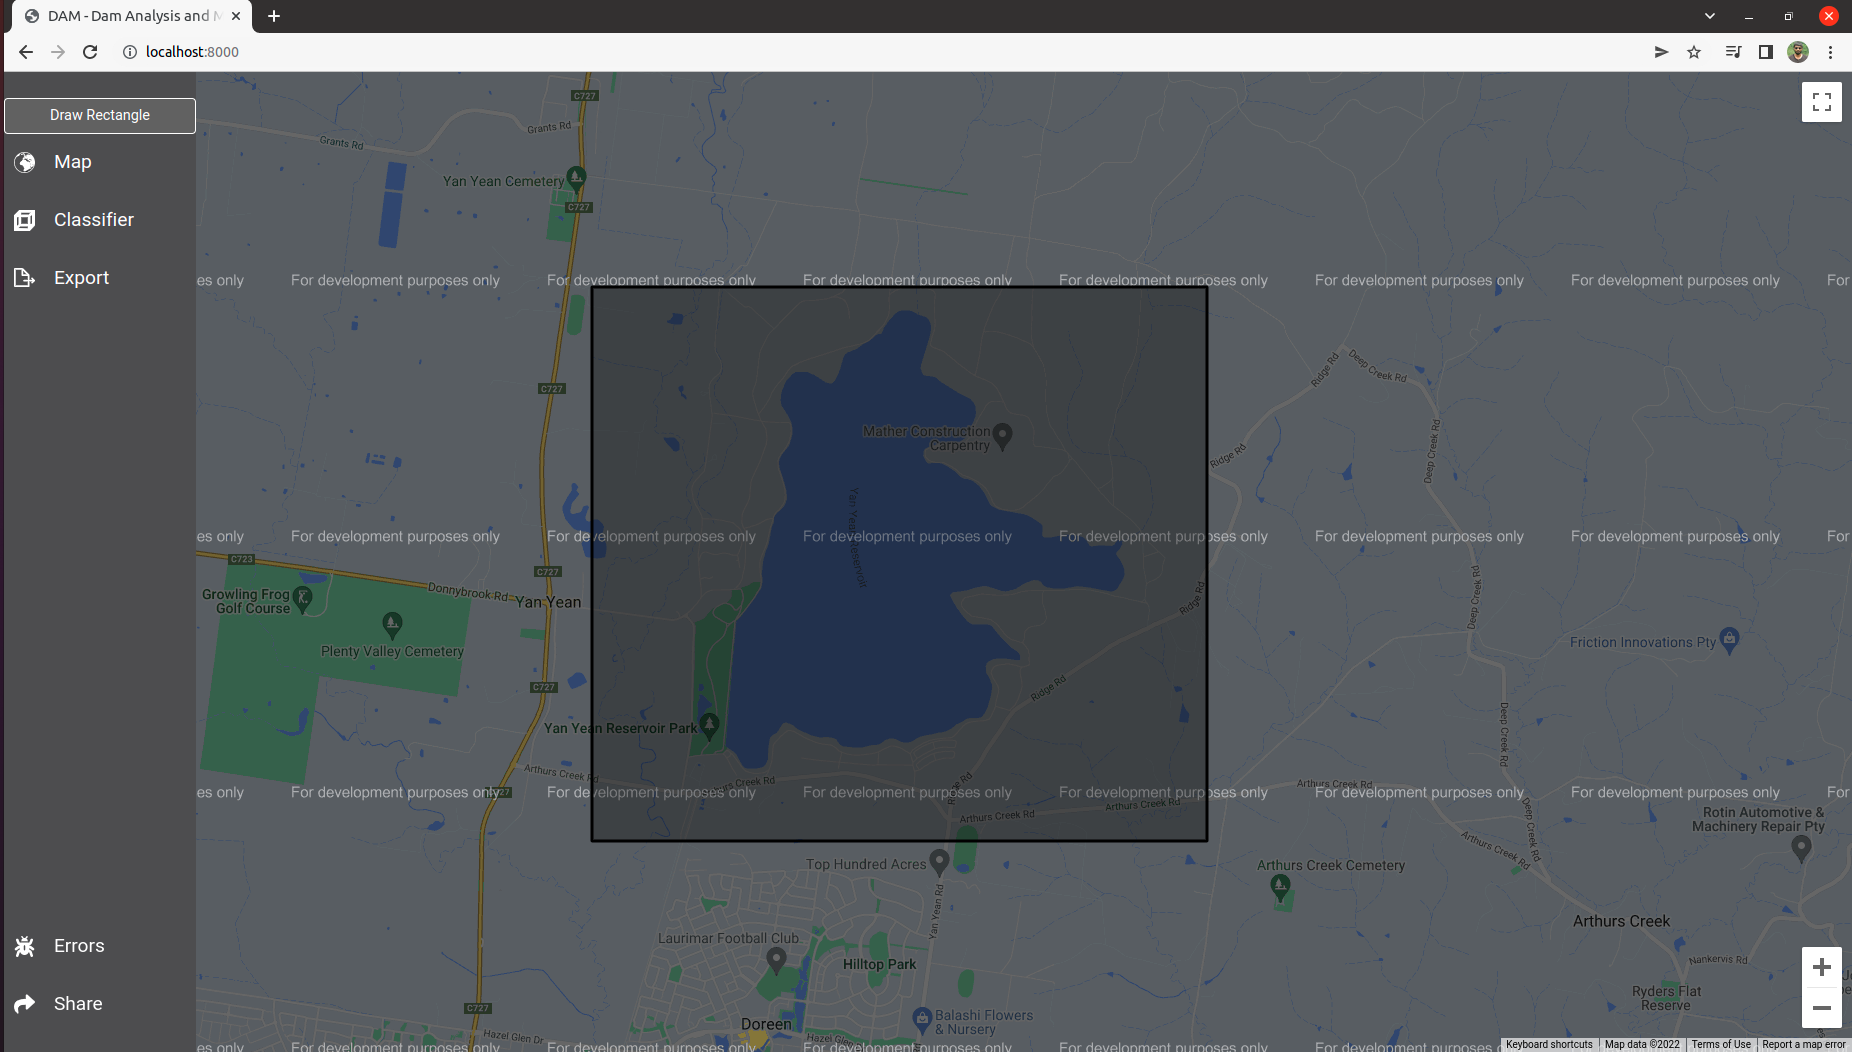 DAM - Dam Analysis and M
localhost:8000
Draw Rectangle
Map
Classifier
Export
Errors
Share
C727
Grants Rd
Grants Rd
Yan Yean Cemetery
C727
es only
For development purposes only
For development purposes only
For development purposes only
For development purposes only
For development purposes only
For development purposes only
For
Ridge Rd
Deep Creek Rd
C727
Mather Construction
Carpentry
Ridge Rd
Deep Creek Rd
Yan Yean Reservoir
es only
For development purposes only
For development purposes only
For development purposes only
For development purposes only
For development purposes only
For development purposes only
For
C723
C727
Donnybrook Rd
Growling Frog
Golf Course
Yan Yean
Ridge Rd
Deep Creek Rd
Plenty Valley Cemetery
Friction Innovations Pty
C727
Ridge Rd
Yan Yean Reservoir Park
Deep Creek Rd
Arthurs Creek Rd
Arthurs Creek Rd
Ridge Rd
Arthurs Creek Rd
es only
For development purposes only
For development purposes only
For development purposes only
For development purposes only
For development purposes only
For development purposes only
For
Arthurs Creek Rd
Arthurs Creek Rd
Deep Creek Rd
Rotin Automotive &
Machinery Repair Pty
Arthurs Creek Rd
Top Hundred Acres
Arthurs Creek Cemetery
Yan Yean Rd
Arthurs Creek
Laurimar Football Club
Hilltop Park
Nankervis Rd
Ryders Flat
Reserve
C727
Doreen
Balashi Flowers
& Nursery
Hazel Glen Dr
Hazel Glen
es only
For development purposes only
For development purposes only
For development purposes only
For development purposes only
For development purposes only
Keyboard shortcuts
Map data ©2022
Terms of Use
Report a map error